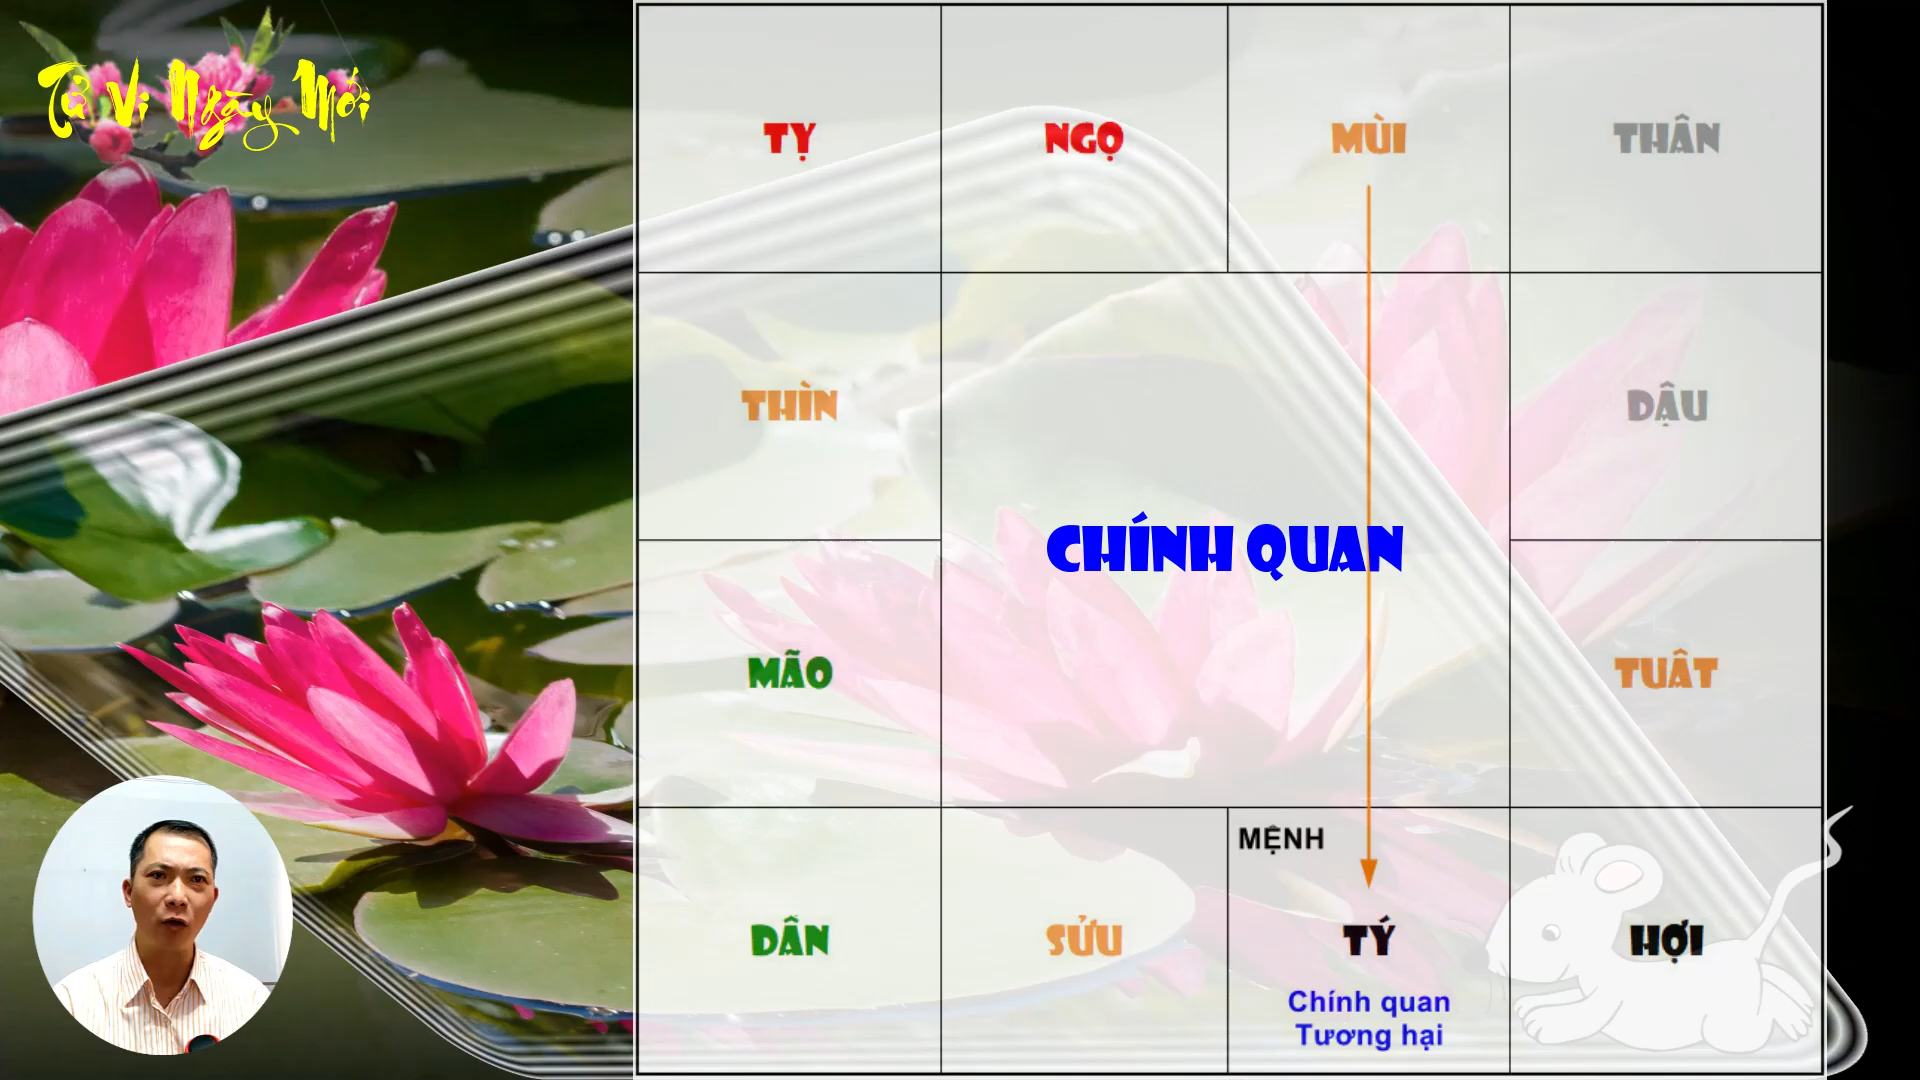 Tử Vi Ngày Mới
TỴ
NGỌ
MÙI
THÂN
THÌN
DẬU
CHÍNH QUAN
MÃO
TUẤT
MỆNH
DẦN
SỬU
TÝ
HỢI
Chính quan
Tương hại